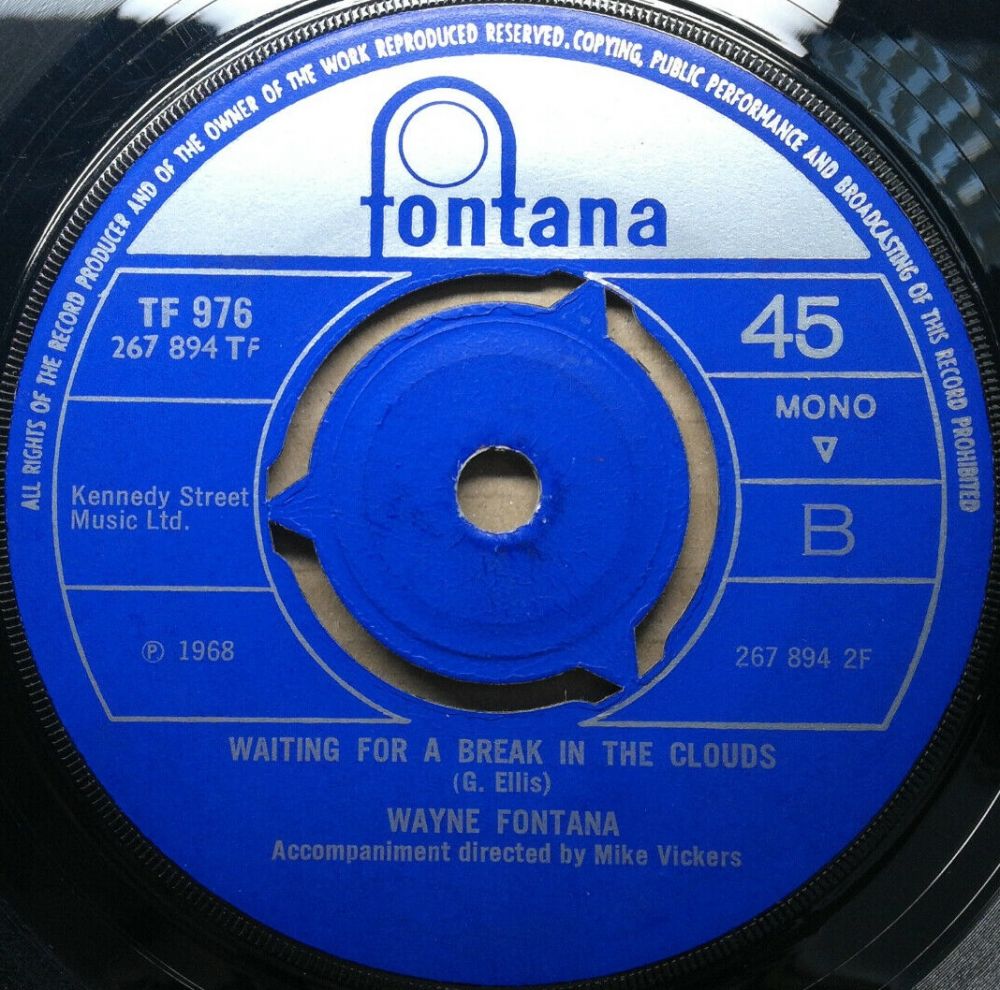 ALL RIGHTS OF THE RECORD PRODUCER AND OF THE OWNER OF THE WORK REPRODUCED RESERVED. COPYING, PUBLIC PERFORMANCE AND BROADCASTING OF THIS RECORD PROHIBITED
fontana
TF 976
267 894 TF
45
MONO
B
Kennedy Street
Music Ltd.
℗ 1968
267 894 2F
WAITING FOR A BREAK IN THE CLOUDS
(G. Ellis)
WAYNE FONTANA
Accompaniment directed by Mike Vickers